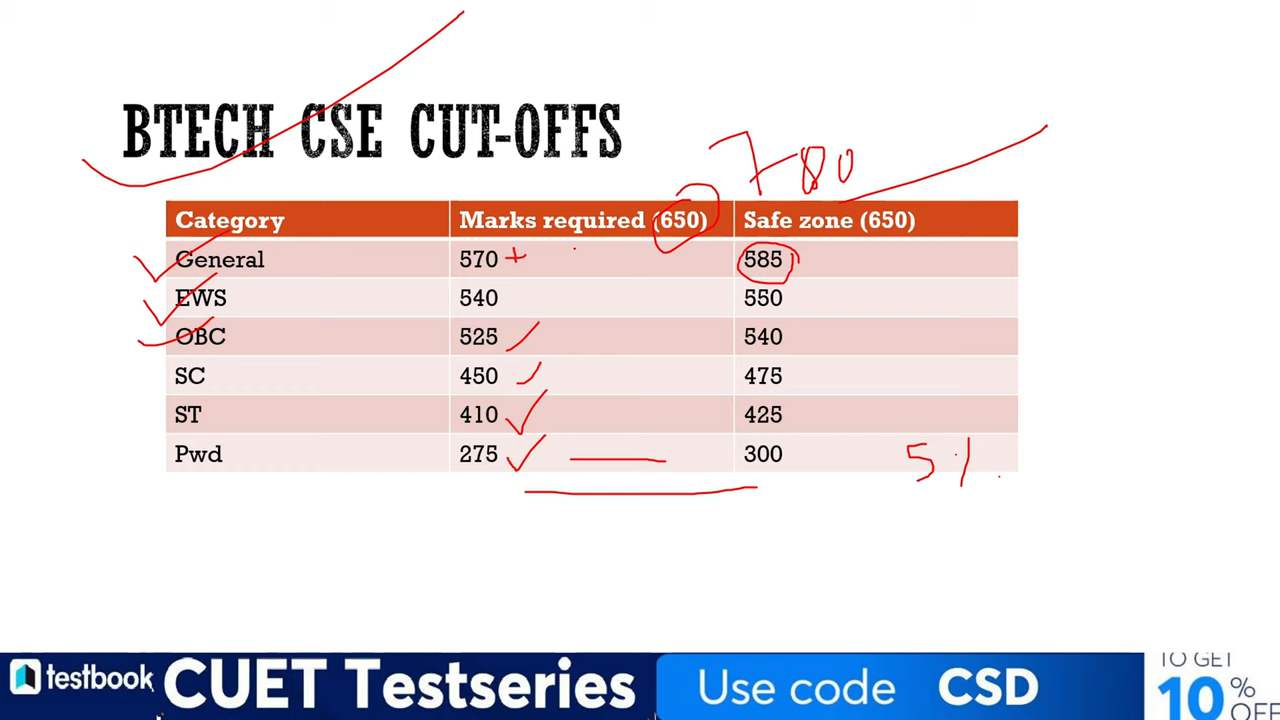 BTECH CSE CUT-OFFS
780
Category Marks required (650) Safe zone (650)
General 570 + 585
EWS 540 550
OBC 525 540
SC 450 475
ST 410 425
Pwd 275 300 5%
testbook CUET Testseries Use code CSD TO GET 10% OFF